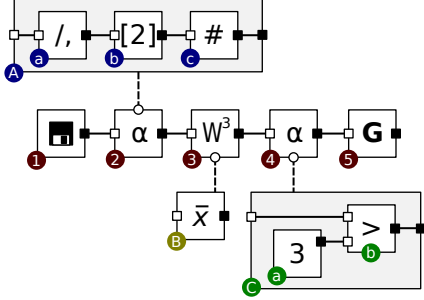 /, [2] #
a b c
A
α W³ α G
1 2 3 4 5
x̄ >
B 3 b
a
C